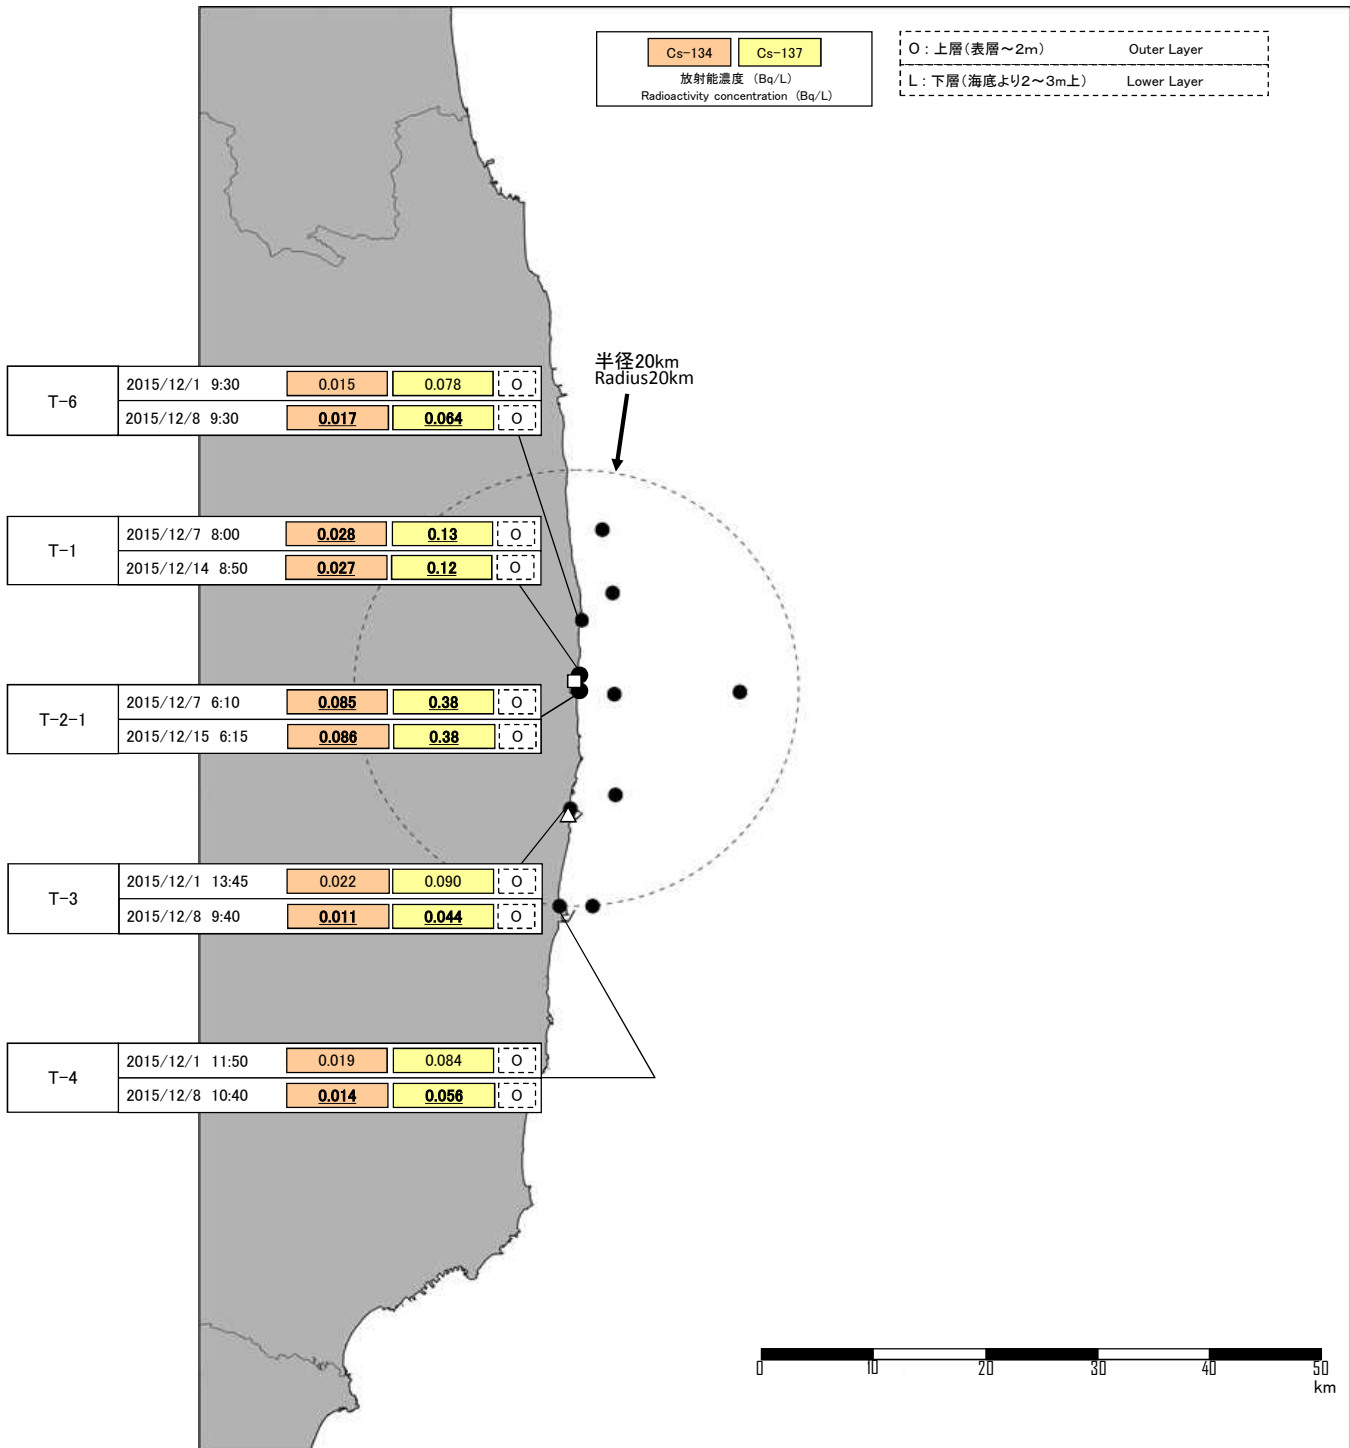 Cs-134 Cs-137
放射能濃度 (Bq/L)
Radioactivity concentration (Bq/L)
O : 上層(表層～2m) Outer Layer
L : 下層(海底より2～3m上) Lower Layer
半径20km
Radius20km
T-6
2015/12/1 9:30 0.015 0.078 O
2015/12/8 9:30 0.017 0.064 O
T-1
2015/12/7 8:00 0.028 0.13 O
2015/12/14 8:50 0.027 0.12 O
T-2-1
2015/12/7 6:10 0.085 0.38 O
2015/12/15 6:15 0.086 0.38 O
T-3
2015/12/1 13:45 0.022 0.090 O
2015/12/8 9:40 0.011 0.044 O
T-4
2015/12/1 11:50 0.019 0.084 O
2015/12/8 10:40 0.014 0.056 O
0 10 20 30 40 50
km